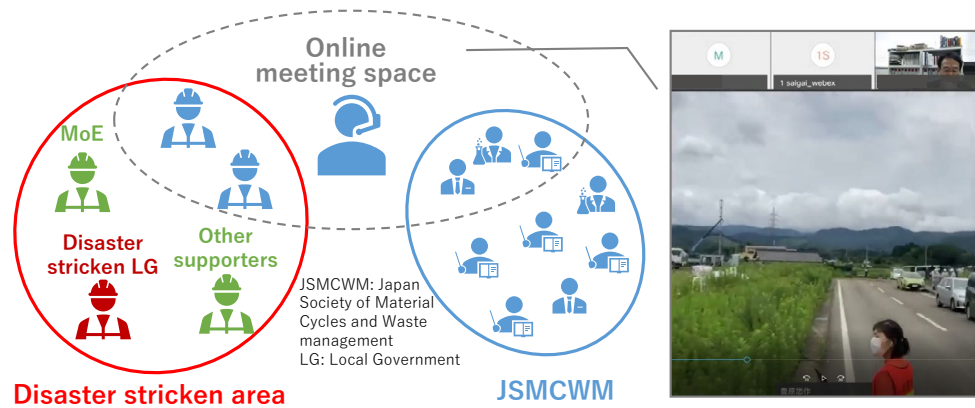 Online
meeting space
MoE
Disaster
stricken LG
Other
supporters
JSMCWM: Japan
Society of Material
Cycles and Waste
management
LG: Local Government
Disaster stricken area
JSMCWM
M
1S
1 saigai_webex